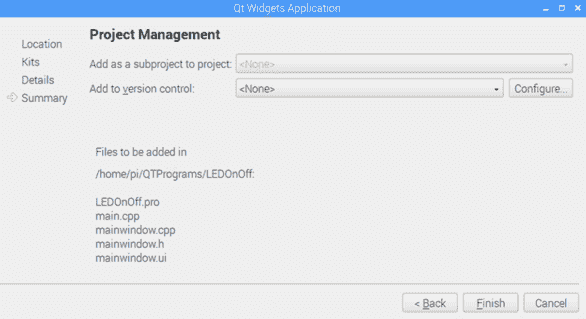 Qt Widgets Application
Location
Kits
Details
Summary
Project Management
Add as a subproject to project: <None>
Add to version control: <None> Configure...
Files to be added in
/home/pi/QTPrograms/LEDOnOff:
LEDOnOff.pro
main.cpp
mainwindow.cpp
mainwindow.h
mainwindow.ui
< Back Finish Cancel